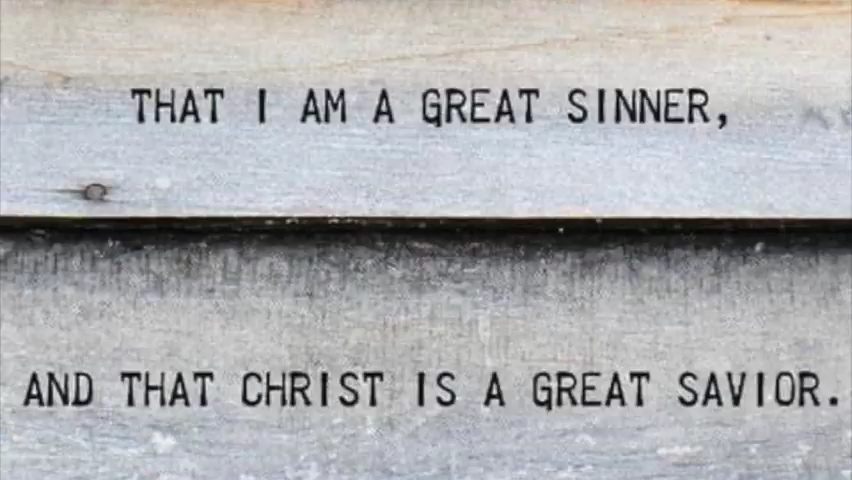 THAT I AM A GREAT SINNER,
AND THAT CHRIST IS A GREAT SAVIOR.